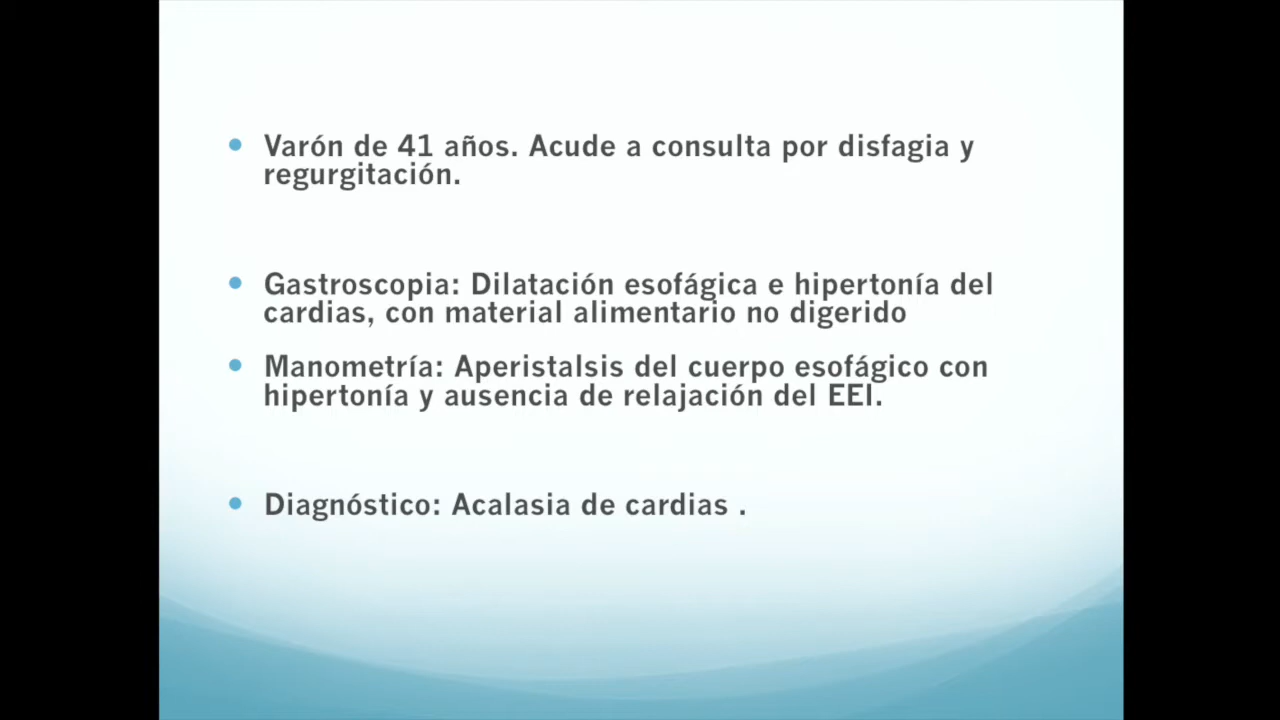 • Varón de 41 años. Acude a consulta por disfagia y
regurgitación.
• Gastroscopia: Dilatación esofágica e hipertonía del
cardias, con material alimentario no digerido
• Manometría: Aperistalsis del cuerpo esofágico con
hipertonía y ausencia de relajación del EEI.
• Diagnóstico: Acalasia de cardias .